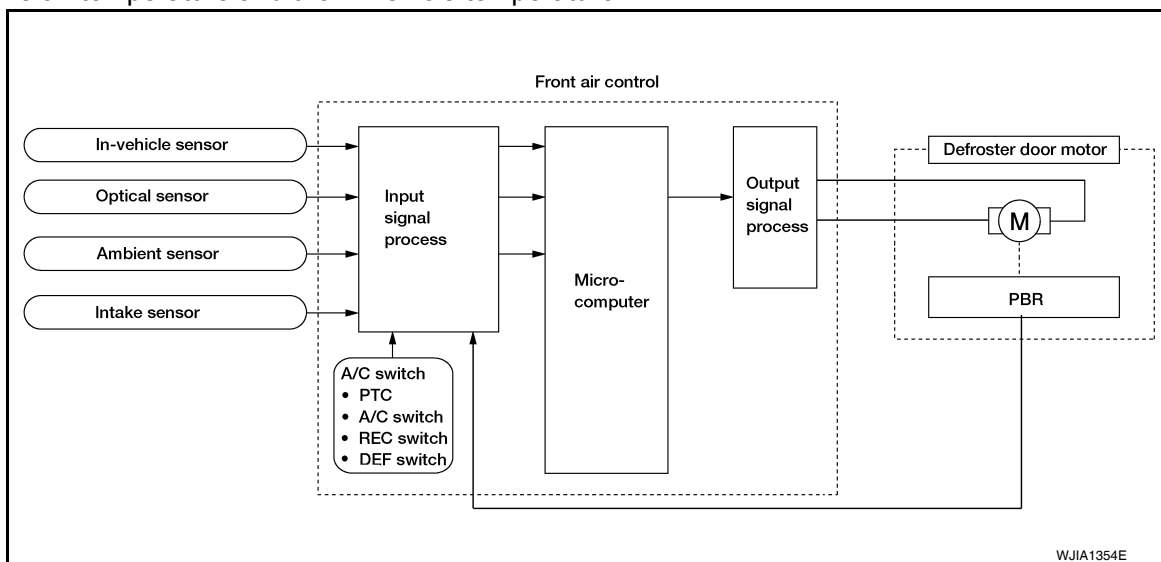 Front air control
In-vehicle sensor
Optical sensor
Ambient sensor
Intake sensor
Input
signal
process
Micro-
computer
Output
signal
process
Defroster door motor
M
PBR
A/C switch
• PTC
• A/C switch
• REC switch
• DEF switch
WJIA1354E